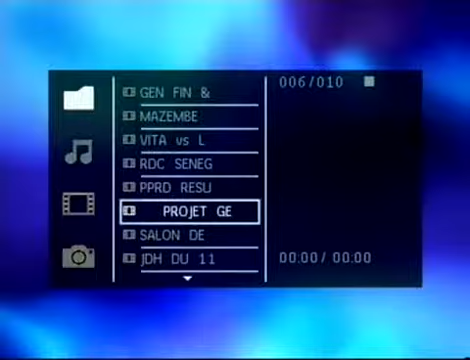 GEN FIN &
MAZEMBE
VITA vs L
RDC SENEG
PPRD RESU
PROJET GE
SALON DE
JDH DU 11
006/010
00:00/ 00:00